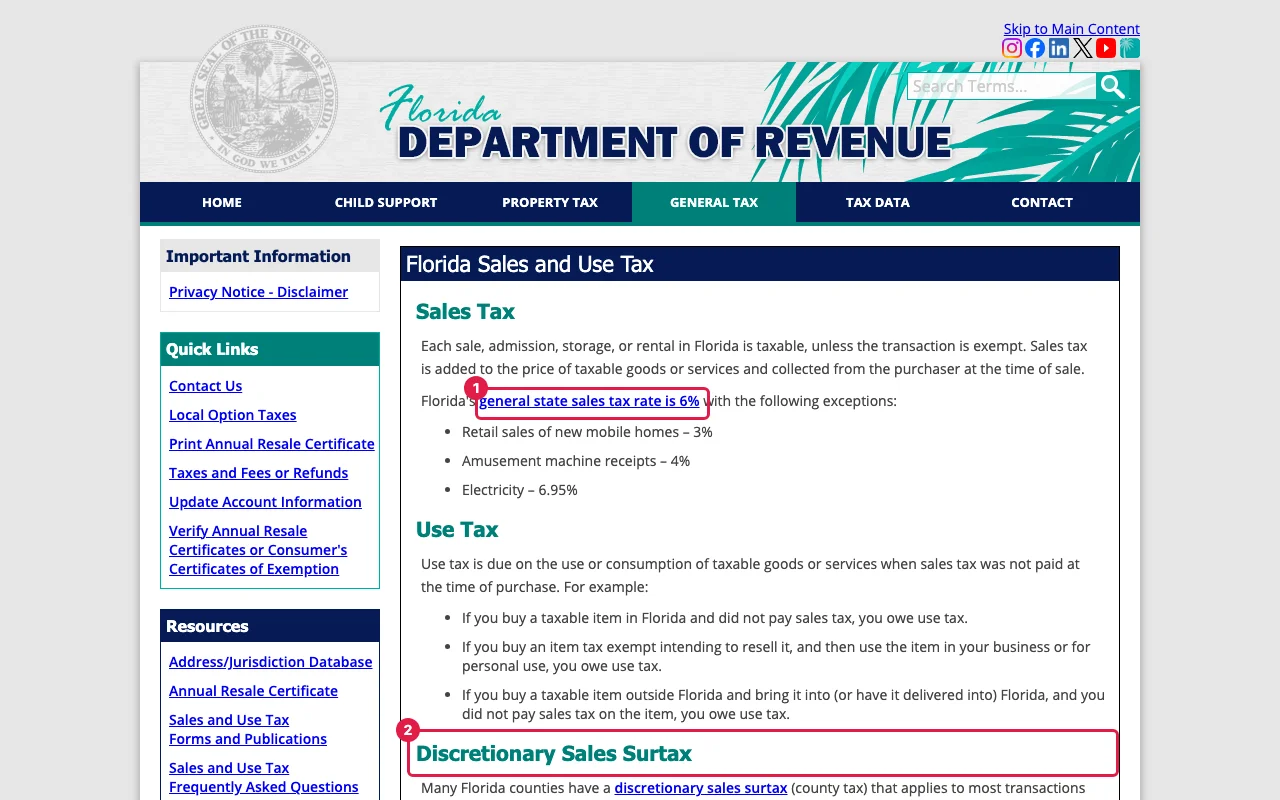 Skip to Main Content
GREAT SEAL OF THE STATE OF FLORIDA
IN GOD WE TRUST
Florida
DEPARTMENT OF REVENUE
Search Terms...
HOME
CHILD SUPPORT
PROPERTY TAX
GENERAL TAX
TAX DATA
CONTACT
Important Information
Privacy Notice - Disclaimer
Quick Links
Contact Us
Local Option Taxes
Print Annual Resale Certificate
Taxes and Fees or Refunds
Update Account Information
Verify Annual Resale
Certificates or Consumer's
Certificates of Exemption
Resources
Address/Jurisdiction Database
Annual Resale Certificate
Sales and Use Tax
Forms and Publications
Sales and Use Tax
Frequently Asked Questions
Florida Sales and Use Tax
Sales Tax
Each sale, admission, storage, or rental in Florida is taxable, unless the transaction is exempt. Sales tax
is added to the price of taxable goods or services and collected from the purchaser at the time of sale.
1
Florida's general state sales tax rate is 6% with the following exceptions:
• Retail sales of new mobile homes – 3%
• Amusement machine receipts – 4%
• Electricity – 6.95%
Use Tax
Use tax is due on the use or consumption of taxable goods or services when sales tax was not paid at
the time of purchase. For example:
• If you buy a taxable item in Florida and did not pay sales tax, you owe use tax.
• If you buy an item tax exempt intending to resell it, and then use the item in your business or for
personal use, you owe use tax.
• If you buy a taxable item outside Florida and bring it into (or have it delivered into) Florida, and you
did not pay sales tax on the item, you owe use tax.
2
Discretionary Sales Surtax
Many Florida counties have a discretionary sales surtax (county tax) that applies to most transactions